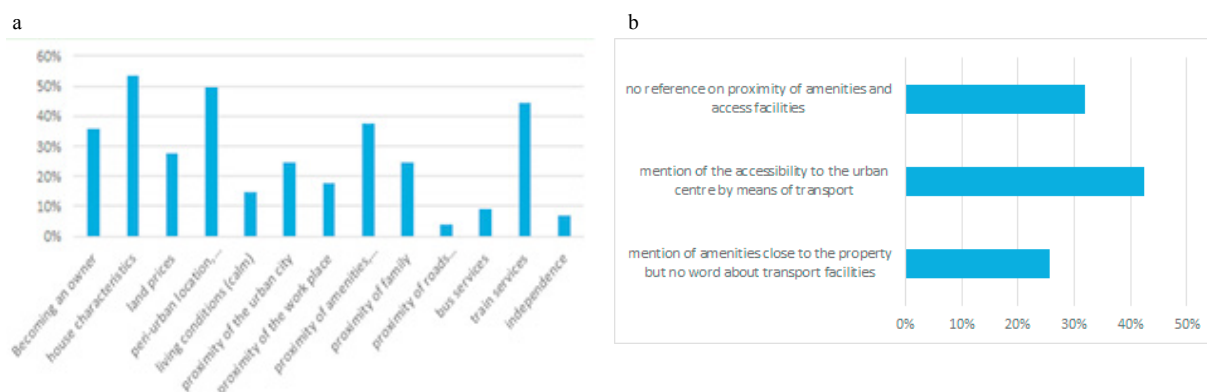 a
60%
50%
40%
30%
20%
10%
0%
Becoming an owner
house characteristics
land prices
peri-urban location,...
living conditions (calm)
proximity of the urban city
proximity of the work place
proximity of amenities,...
proximity of family
proximity of roads...
bus services
train services
independence
b
no reference on proximity of amenities and
access facilities
mention of the accessibility to the urban
centre by means of transport
mention of amenities close to the property
but no word about transport facilities
0% 10% 20% 30% 40% 50%